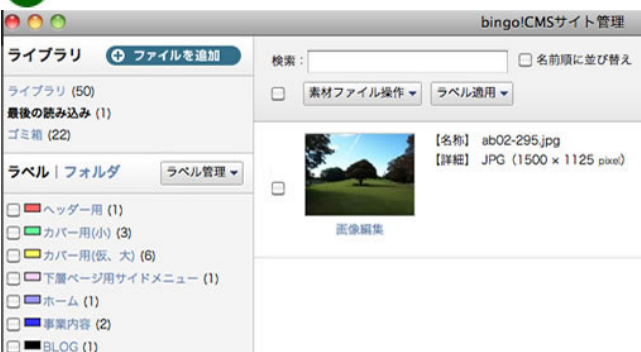 bingo!CMSサイト管理
ライブラリ ファイルを追加
ライブラリ (50)
最後の読み込み (1)
ゴミ箱 (22)
ラベル | フォルダ ラベル管理
ヘッダー用 (1)
カバー用(小) (3)
カバー用(仮、大) (6)
下層ページ用サイドメニュー (1)
ホーム (1)
事業内容 (2)
BLOG (1)
検索 : 名前順に並び替え
素材ファイル操作 ラベル適用
【名称】 ab02-295.jpg
【詳細】 JPG（1500 × 1125 pixel）
画像編集